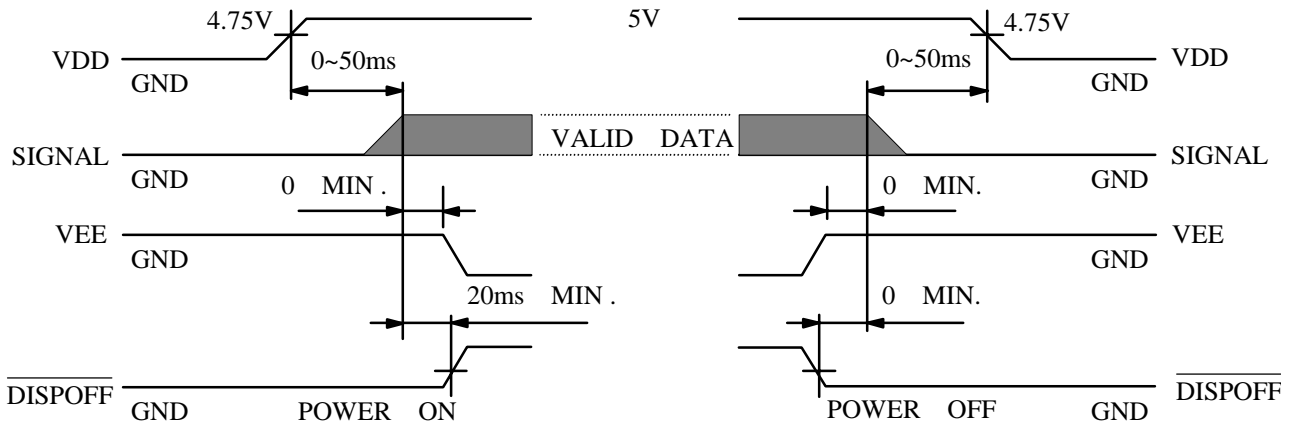 4.75V 5V 4.75V
VDD 0~50ms 0~50ms VDD
GND GND
VALID DATA
SIGNAL SIGNAL
GND GND
0 MIN . 0 MIN.
VEE VEE
GND GND
20ms MIN . 0 MIN.
DISPOFF DISPOFF
GND POWER ON POWER OFF GND